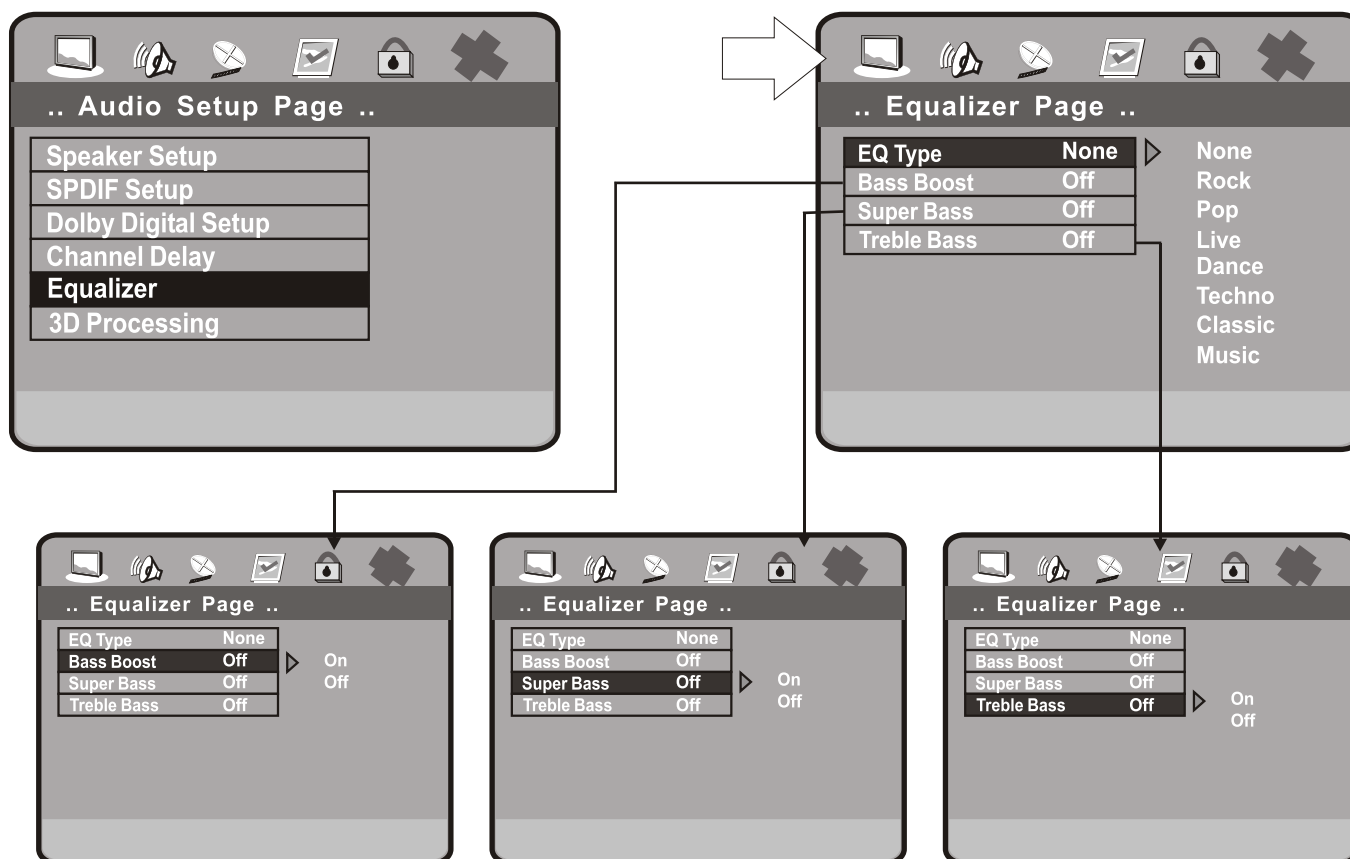 .. Audio Setup Page ..
Speaker Setup
SPDIF Setup
Dolby Digital Setup
Channel Delay
Equalizer
3D Processing
.. Equalizer Page ..
EQ Type None
Bass Boost Off
Super Bass Off
Treble Bass Off
None
Rock
Pop
Live
Dance
Techno
Classic
Music
.. Equalizer Page ..
EQ Type None
Bass Boost Off
Super Bass Off
Treble Bass Off
On
Off
.. Equalizer Page ..
EQ Type None
Bass Boost Off
Super Bass Off
Treble Bass Off
On
Off
.. Equalizer Page ..
EQ Type None
Bass Boost Off
Super Bass Off
Treble Bass Off
On
Off